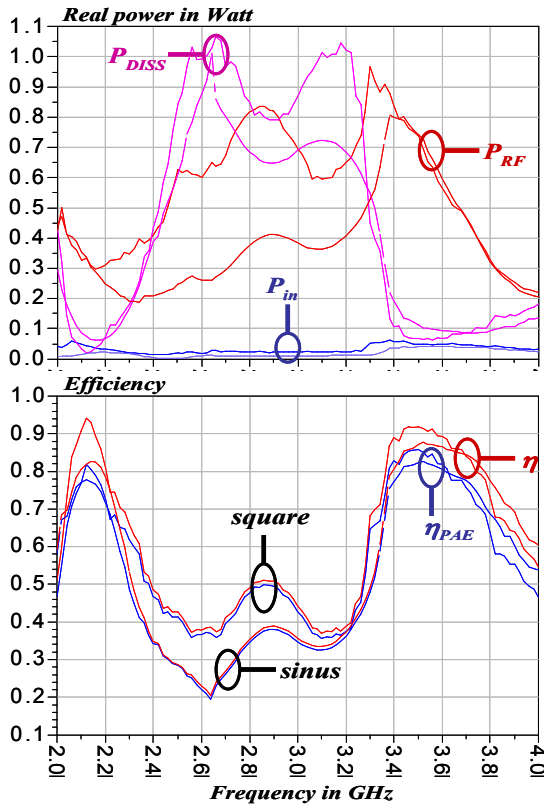 Real power in Watt
1.1
1.0
0.9
0.8
0.7
0.6
0.5
0.4
0.3
0.2
0.1
0.0
P_DISS
P_RF
P_in
Efficiency
1.0
0.9
0.8
0.7
0.6
0.5
0.4
0.3
0.2
0.1
square
sinus
η
η_PAE
2.0 2.2 2.4 2.6 2.8 3.0 3.2 3.4 3.6 3.8 4.0
Frequency in GHz